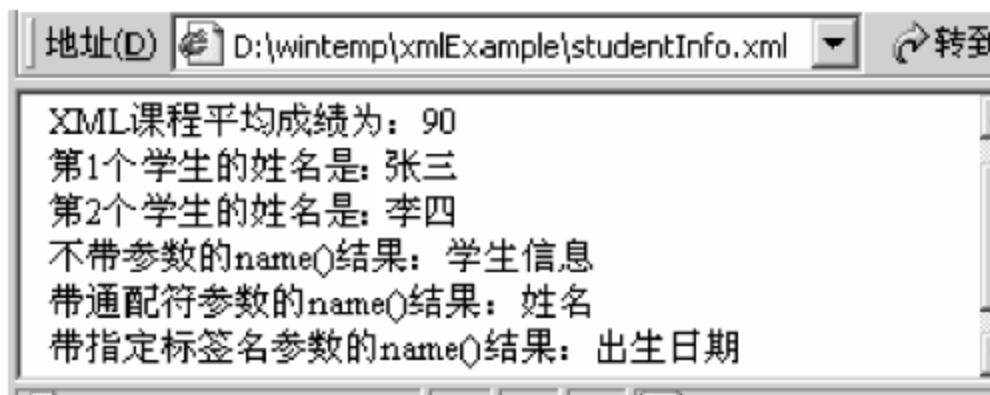 地址(D) D:\wintemp\xmlExample\studentInfo.xml 转到
XML课程平均成绩为：90
第1个学生的姓名是：张三
第2个学生的姓名是：李四
不带参数的name()结果：学生信息
带通配符参数的name()结果：姓名
带指定标签名参数的name()结果：出生日期